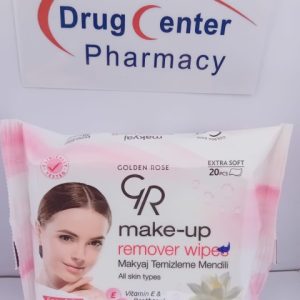 Drug Center
Pharmacy
makyaj
GOLDEN ROSE
EXTRA SOFT
20PCS
GR
make-up
remover wipes
Makyaj Temizleme Mendili
All skin types
E
Vitamin E &